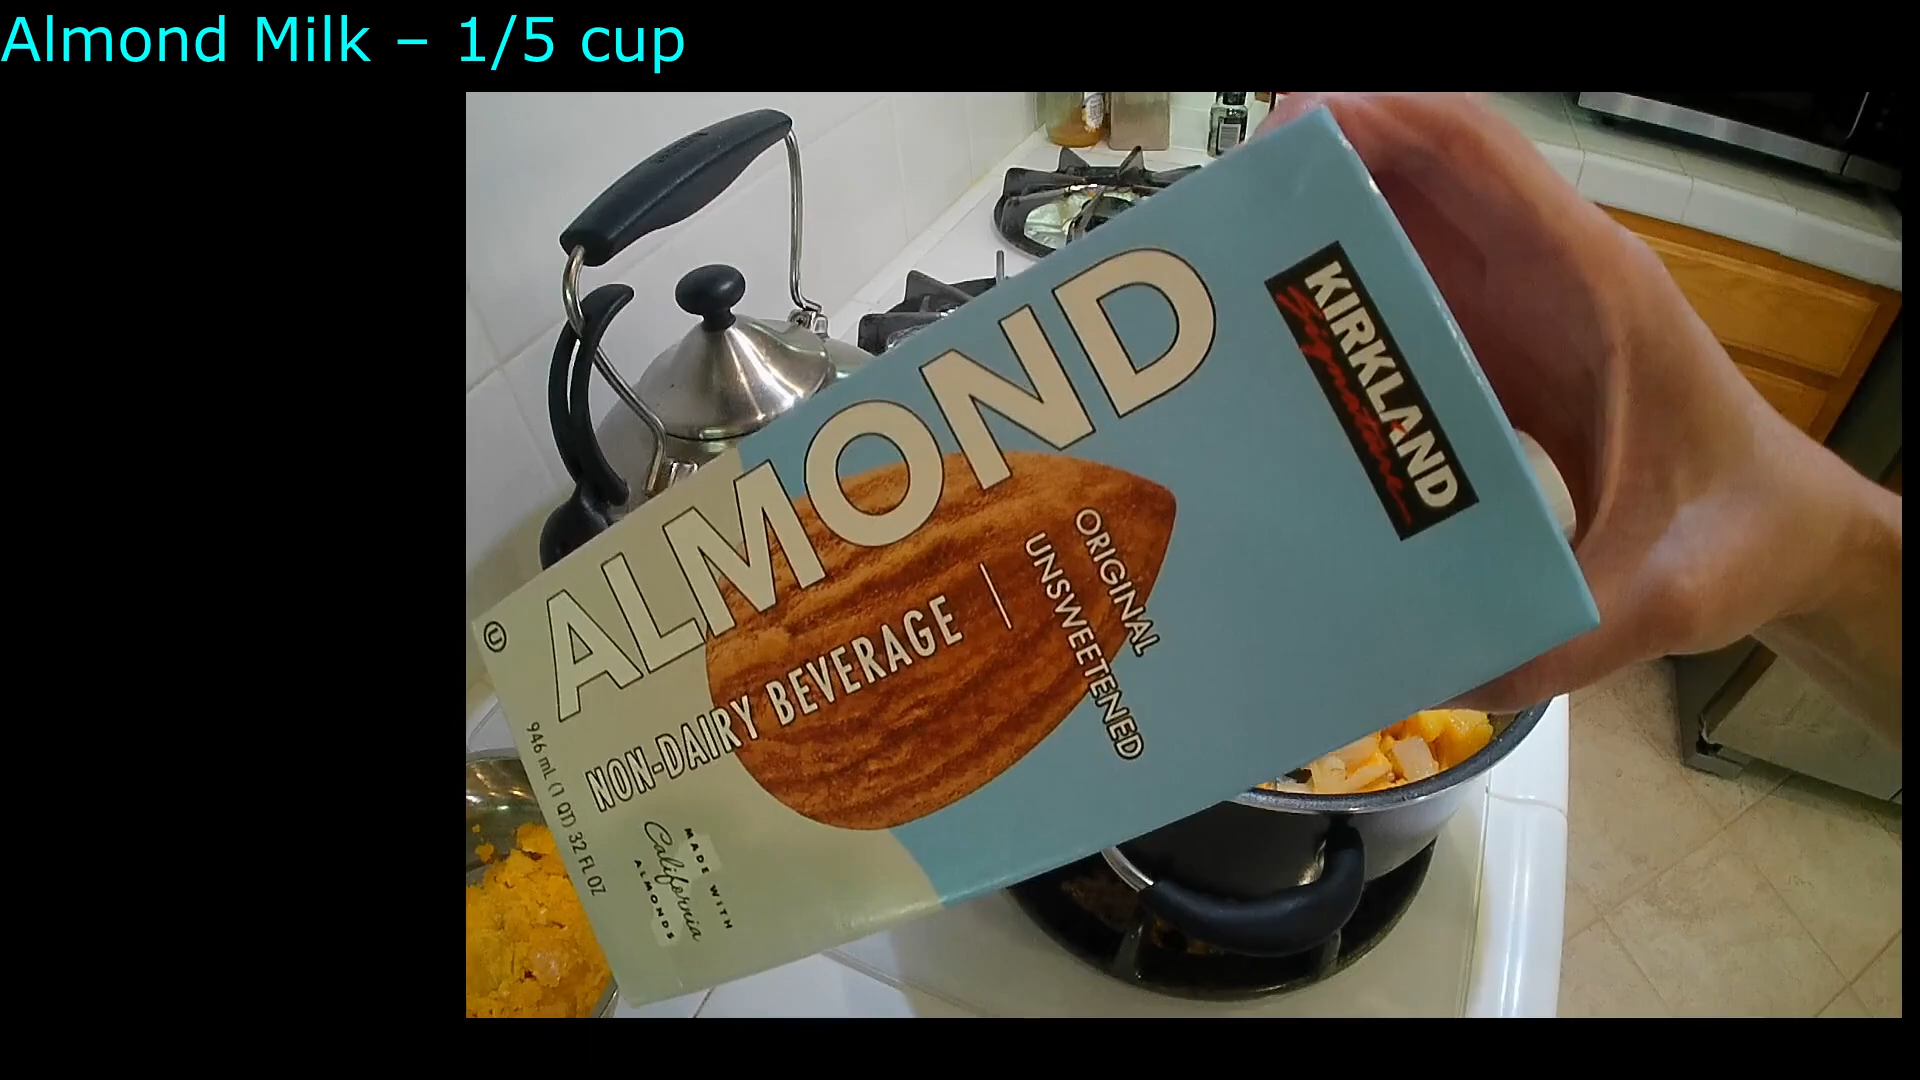 Almond Milk – 1/5 cup
KIRKLAND
Signature
ALMOND
NON-DAIRY BEVERAGE
ORIGINAL
UNSWEETENED
MADE WITH
California
ALMONDS
946 mL (1 QT) 32 FL OZ
U